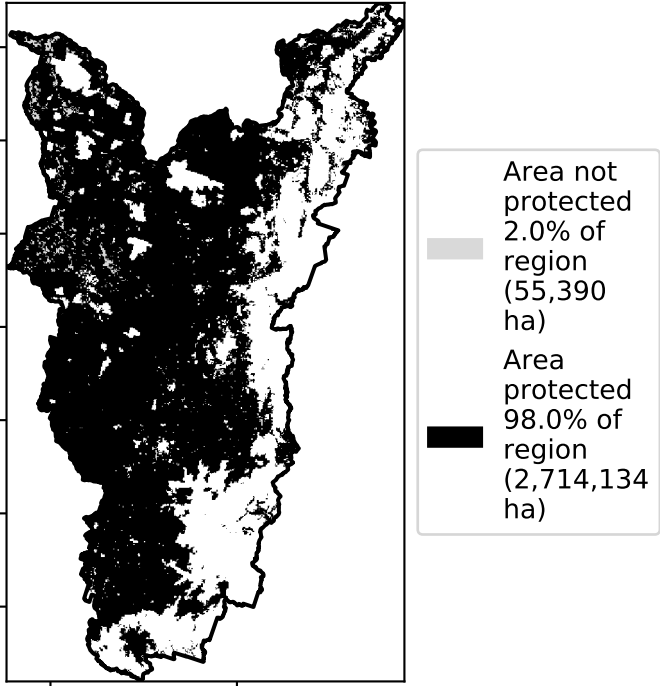 Area not
protected
2.0% of
region
(55,390
ha)
Area
protected
98.0% of
region
(2,714,134
ha)